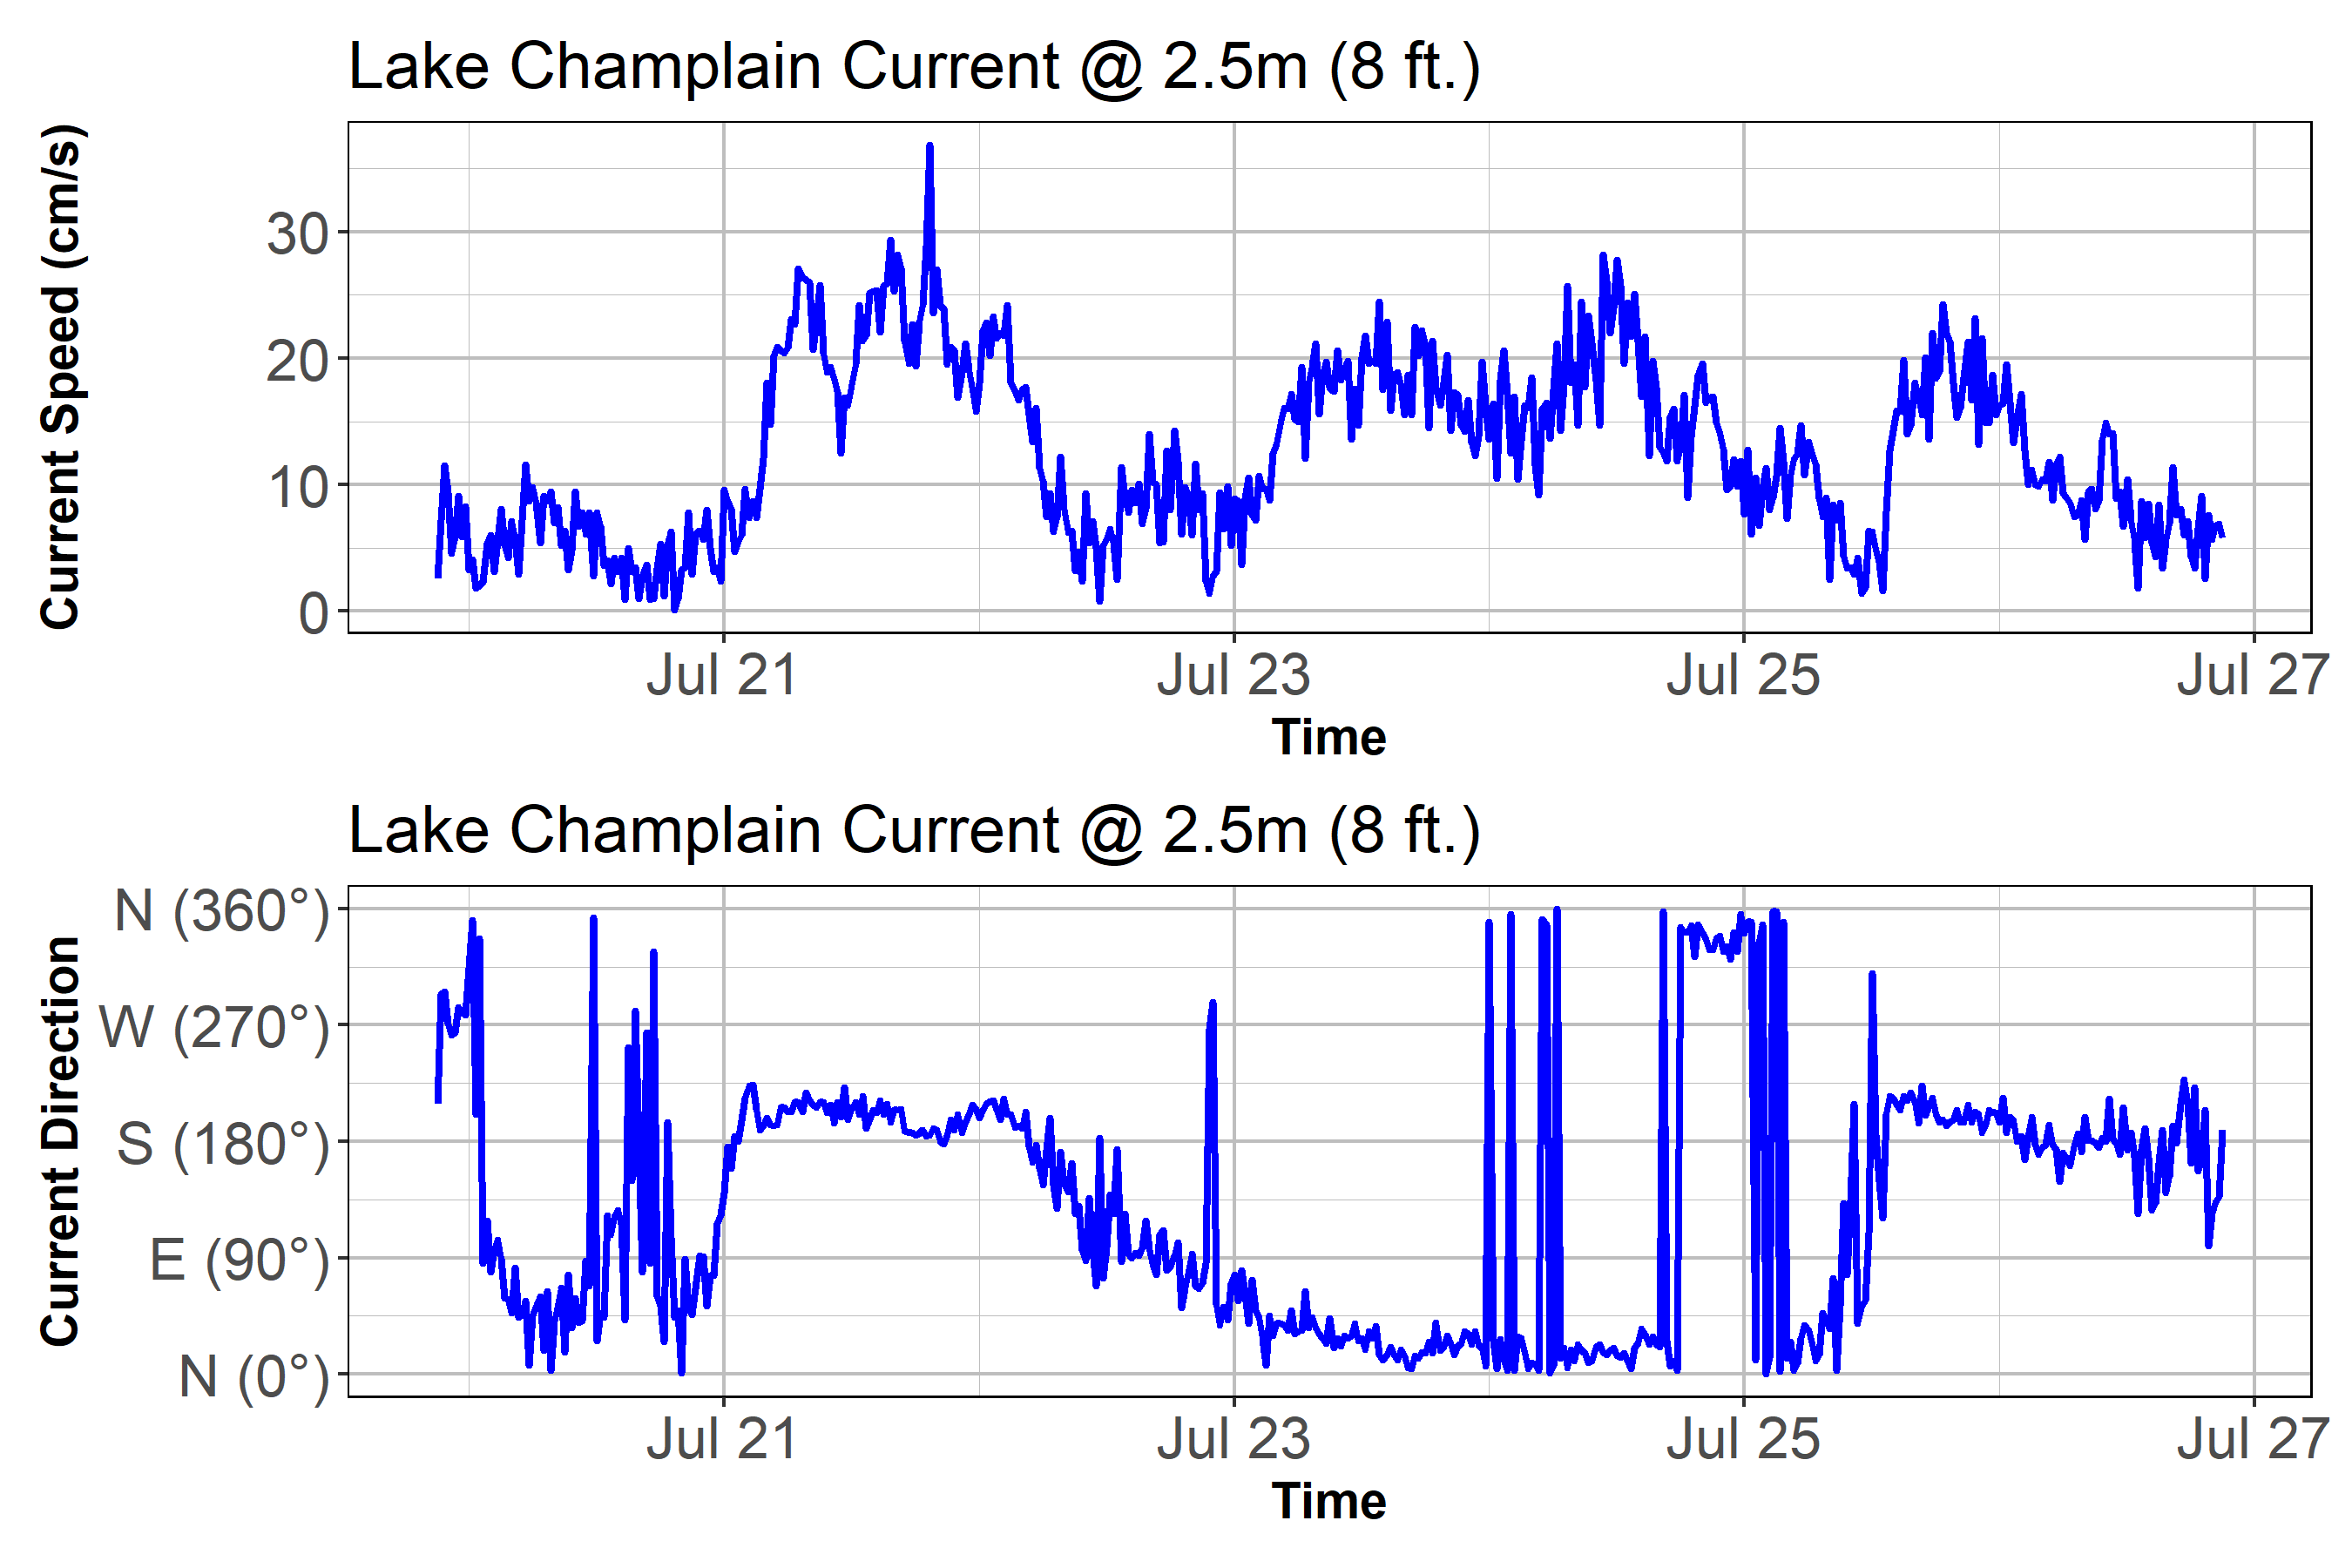 Lake Champlain Current @ 2.5m (8 ft.)
Current Speed (cm/s)
30
20
10
0
Jul 21 Jul 23 Jul 25 Jul 27
Time
Lake Champlain Current @ 2.5m (8 ft.)
Current Direction
N (360°)
W (270°)
S (180°)
E (90°)
N (0°)
Jul 21 Jul 23 Jul 25 Jul 27
Time